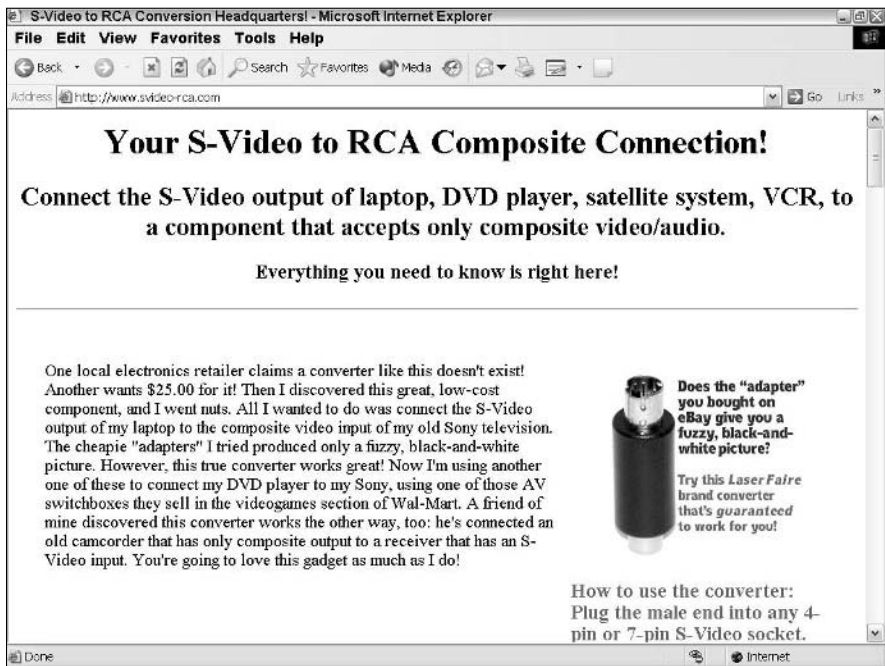 S-Video to RCA Conversion Headquarters! - Microsoft Internet Explorer
File Edit View Favorites Tools Help
Back Search Favorites Media
Address http://www.svideo-rca.com Go Links »
Your S-Video to RCA Composite Connection!
Connect the S-Video output of laptop, DVD player, satellite system, VCR, to
a component that accepts only composite video/audio.
Everything you need to know is right here!
One local electronics retailer claims a converter like this doesn't exist!
Another wants $25.00 for it! Then I discovered this great, low-cost
component, and I went nuts. All I wanted to do was connect the S-Video
output of my laptop to the composite video input of my old Sony television.
The cheapie "adapters" I tried produced only a fuzzy, black-and-white
picture. However, this true converter works great! Now I'm using another
one of these to connect my DVD player to my Sony, using one of those AV
switchboxes they sell in the videogames section of Wal-Mart. A friend of
mine discovered this converter works the other way, too: he's connected an
old camcorder that has only composite output to a receiver that has an S-
Video input. You're going to love this gadget as much as I do!
Does the “adapter”
you bought on
eBay give you a
fuzzy, black-and-
white picture?
Try this Laser Faire
brand converter
that's guaranteed
to work for you!
How to use the converter:
Plug the male end into any 4-
pin or 7-pin S-Video socket.
Done Internet